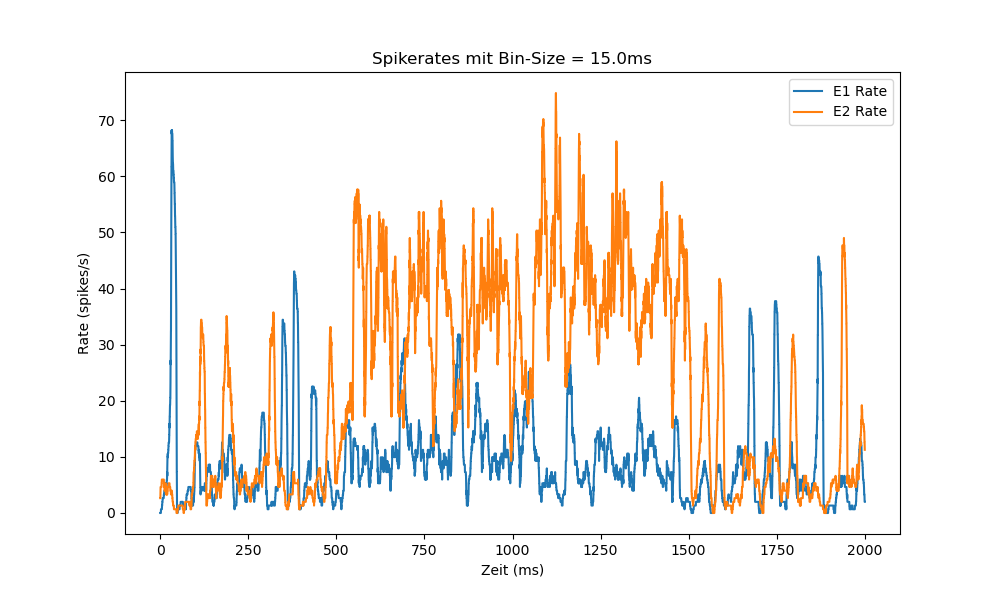 Spikerates mit Bin-Size = 15.0ms
E1 Rate
E2 Rate
70
60
50
40
30
20
10
0
Rate (spikes/s)
0 250 500 750 1000 1250 1500 1750 2000
Zeit (ms)